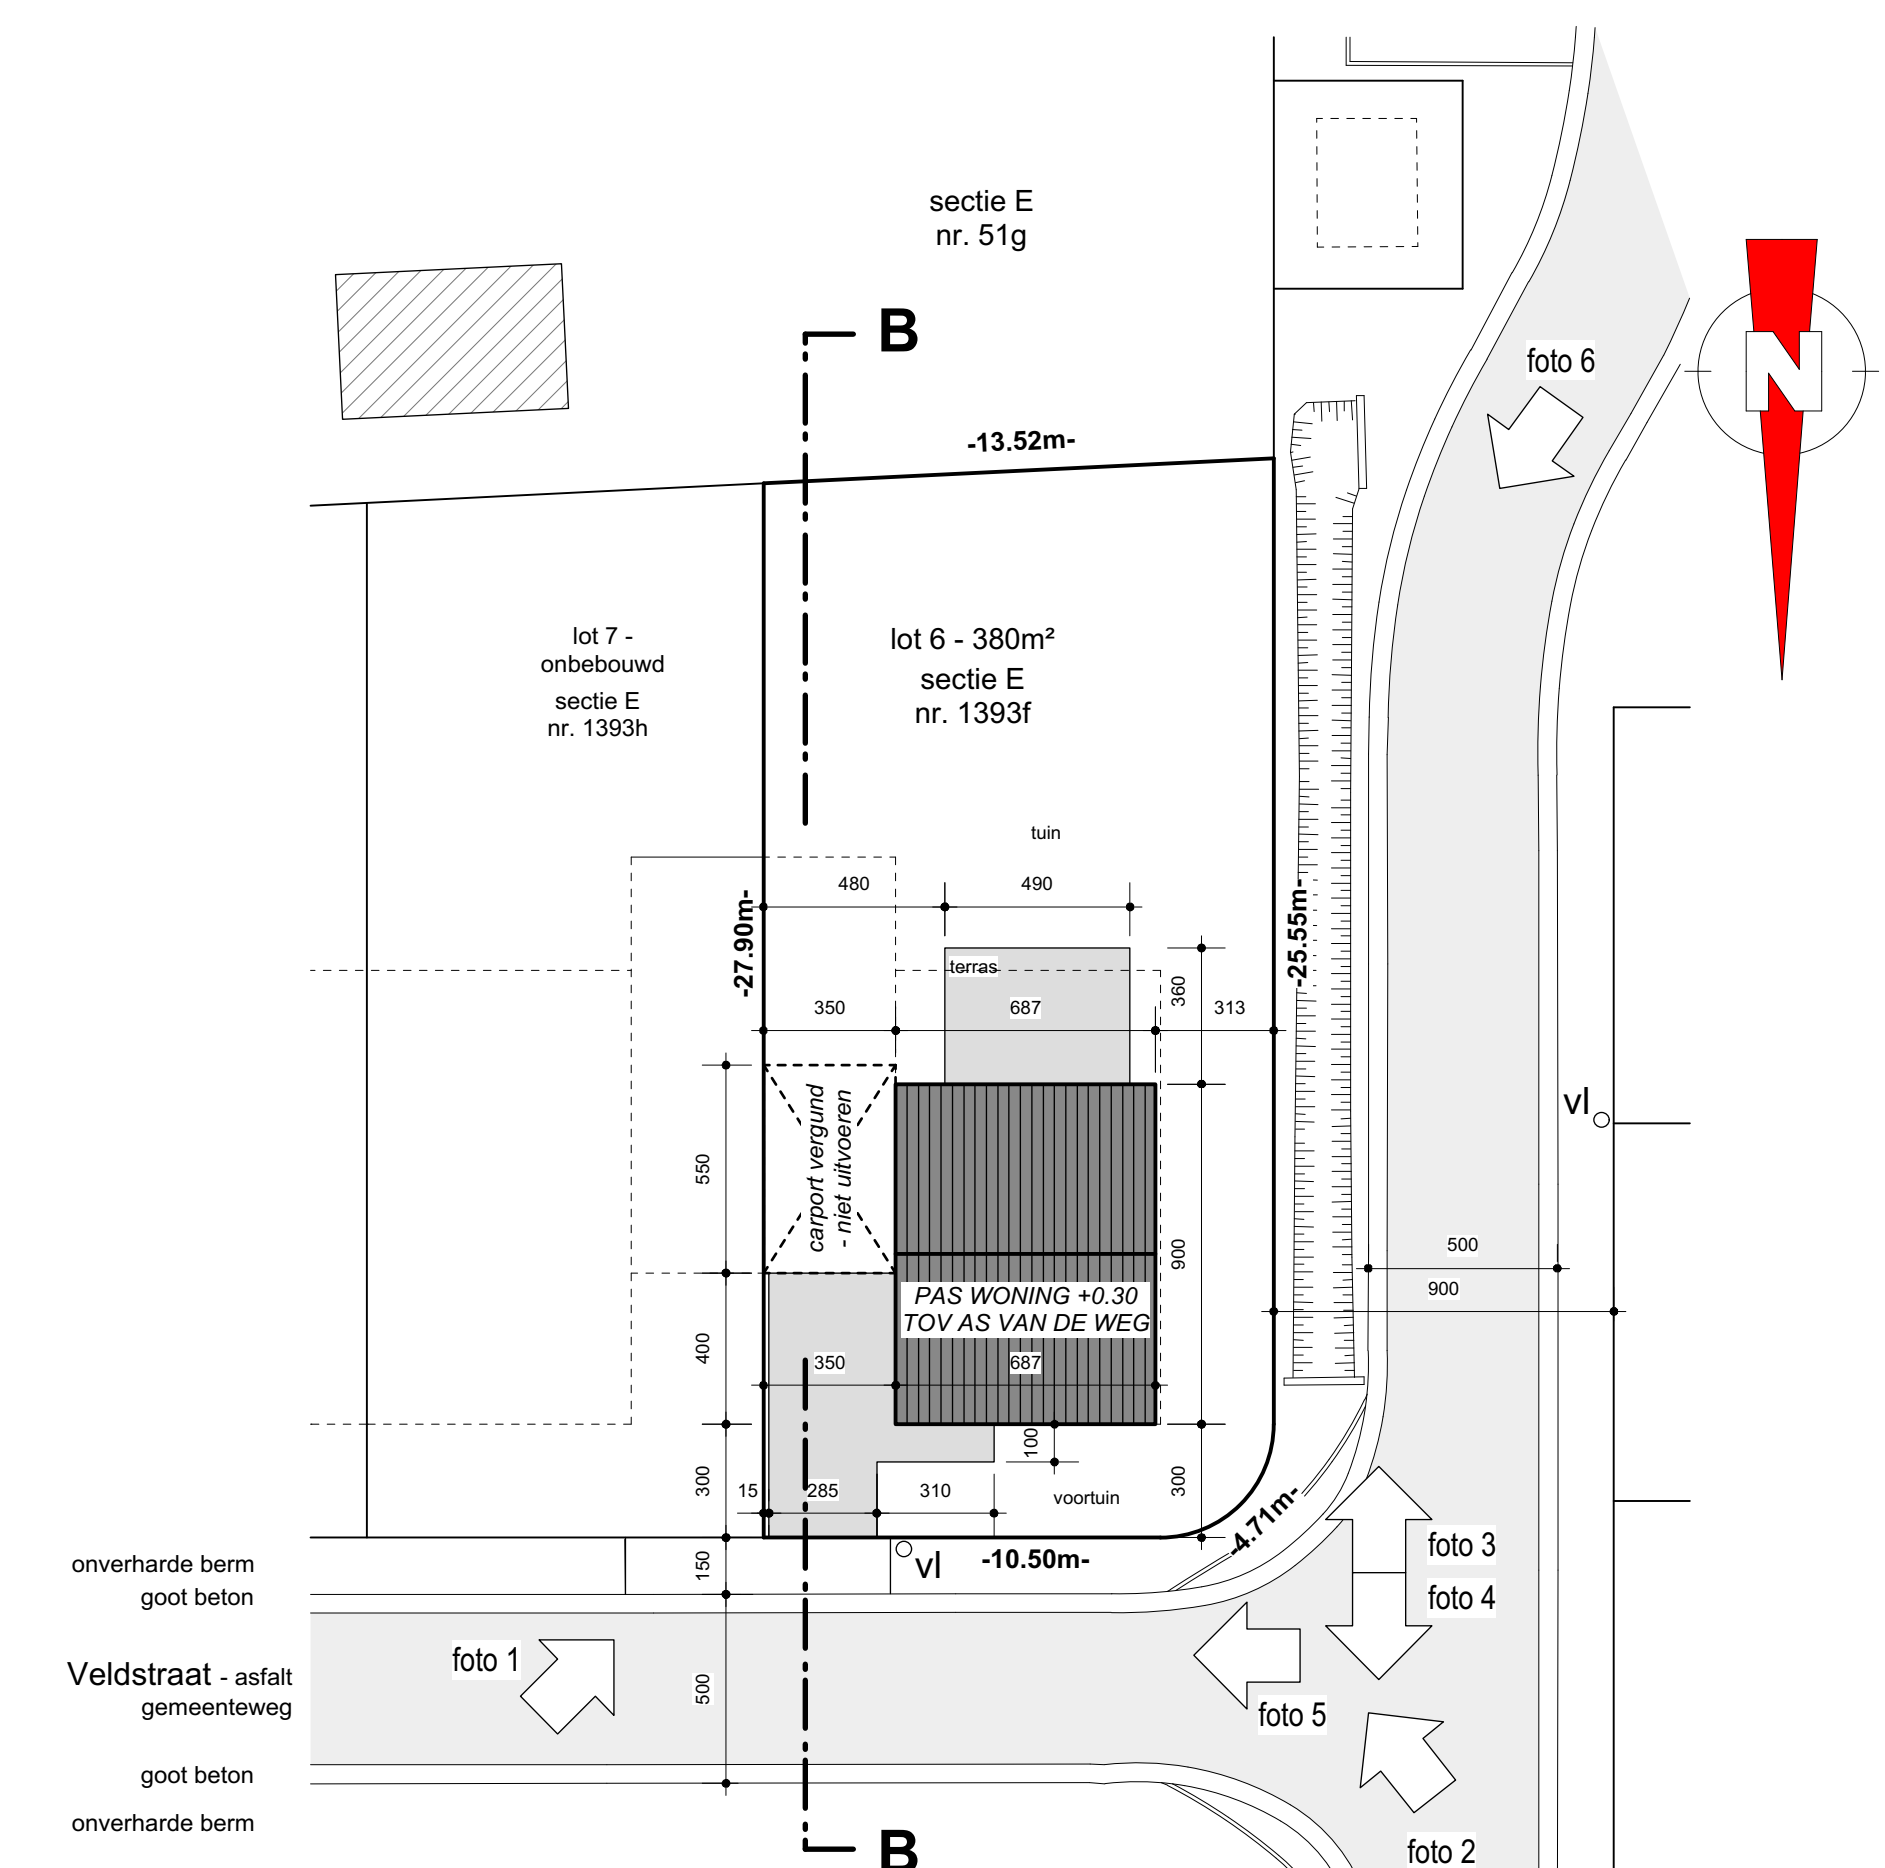 sectie E
nr. 51g
B
N
foto 6
-13.52m-
lot 7 -
onbebouwd
sectie E
nr. 1393h
lot 6 - 380m²
sectie E
nr. 1393f
tuin
480
490
-27.90m-
-25.55m-
terras
360
350
687
313
carport vergund
- niet uitvoeren
550
vl
900
500
900
PAS WONING +0.30
TOV AS VAN DE WEG
400
350
687
100
300
15
285
310
voortuin
300
-4.71m-
foto 3
foto 4
onverharde berm
goot beton
150
vl
-10.50m-
foto 1
Veldstraat - asfalt
gemeenteweg
500
foto 5
goot beton
onverharde berm
B
foto 2